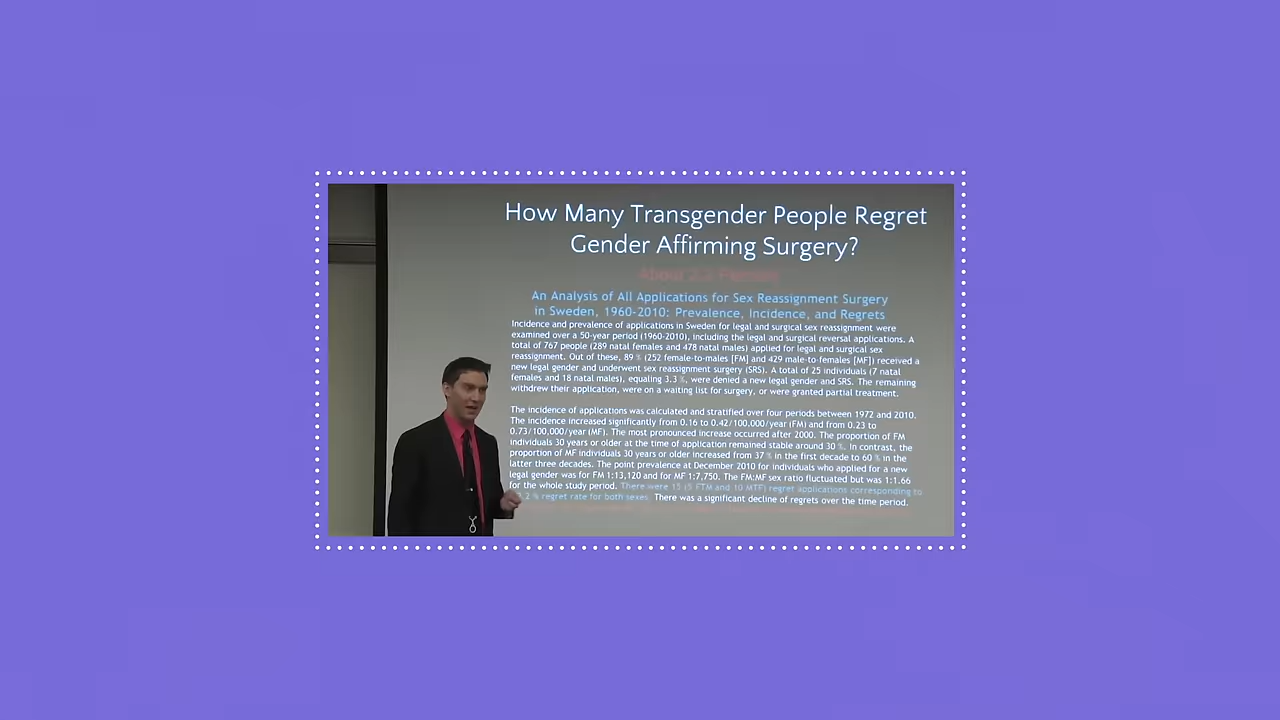 How Many Transgender People Regret
Gender Affirming Surgery?
About 2.2 Percent
An Analysis of All Applications for Sex Reassignment Surgery
in Sweden, 1960-2010: Prevalence, Incidence, and Regrets
Incidence and prevalence of applications in Sweden for legal and surgical sex reassignment were
examined over a 50-year period (1960-2010), including the legal and surgical reversal applications. A
total of 767 people (289 natal females and 478 natal males) applied for legal and surgical sex
reassignment. Out of these, 89 % (252 female-to-males [FM] and 429 male-to-females [MF]) received a
new legal gender and underwent sex reassignment surgery (SRS). A total of 25 individuals (7 natal
females and 18 natal males), equaling 3.3 %, were denied a new legal gender and SRS. The remaining
withdrew their application, were on a waiting list for surgery, or were granted partial treatment.
The incidence of applications was calculated and stratified over four periods between 1972 and 2010.
The incidence increased significantly from 0.16 to 0.42/100,000/year (FM) and from 0.23 to
0.73/100,000/year (MF). The most pronounced increase occurred after 2000. The proportion of FM
individuals 30 years or older at the time of application remained stable around 30 %. In contrast, the
proportion of MF individuals 30 years or older increased from 37 % in the first decade to 60 % in the
latter three decades. The point prevalence at December 2010 for individuals who applied for a new
legal gender was for FM 1:13,120 and for MF 1:7,750. The FM:MF sex ratio fluctuated but was 1:1.66
for the whole study period. There were 15 (5 FTM and 10 MTF) regret applications corresponding to
2 % regret rate for both sexes. There was a significant decline of regrets over the time period.